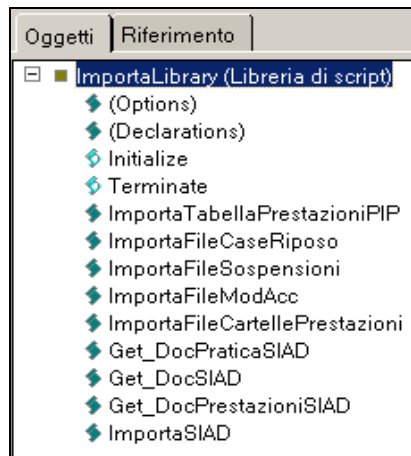 Oggetti Riferimento
ImportaLibrary (Libreria di script)
(Options)
(Declarations)
Initialize
Terminate
ImportaTabellaPrestazioniPIP
ImportaFileCaseRiposo
ImportaFileSospensioni
ImportaFileModAcc
ImportaFileCartellePrestazioni
Get_DocPraticaSIAD
Get_DocSIAD
Get_DocPrestazioniSIAD
ImportaSIAD